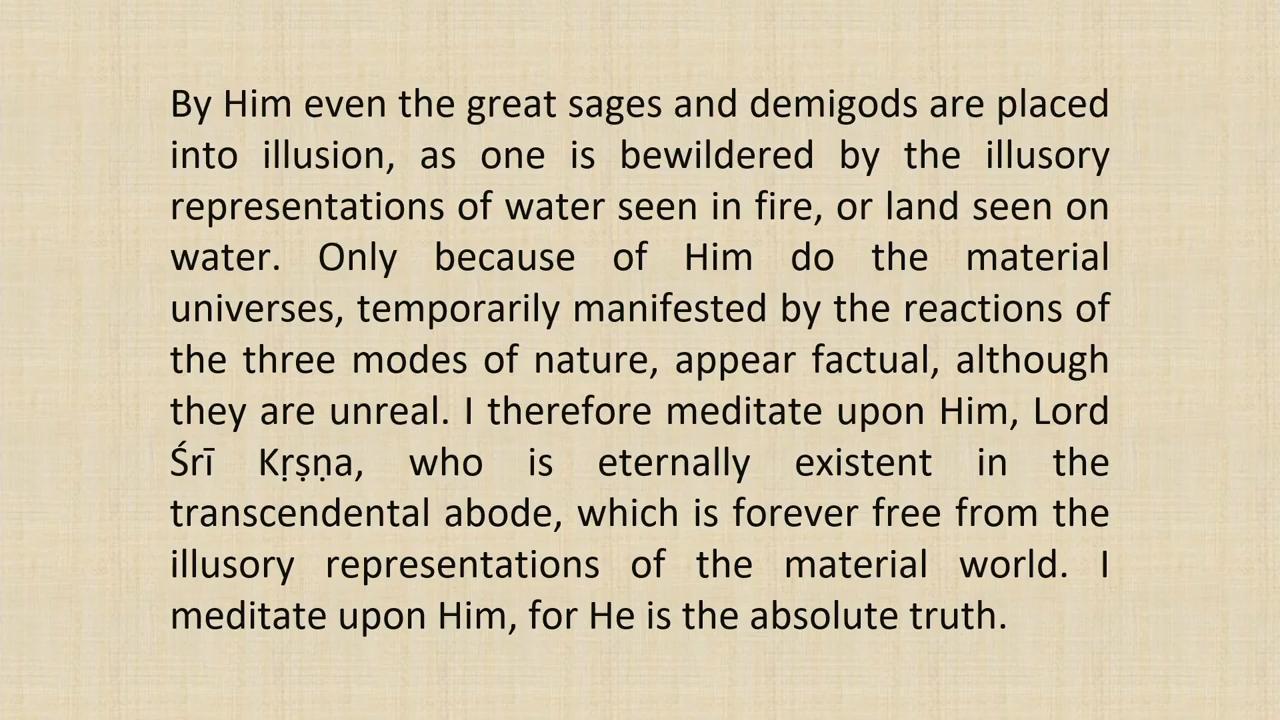 By Him even the great sages and demigods are placed
into illusion, as one is bewildered by the illusory
representations of water seen in fire, or land seen on
water. Only because of Him do the material
universes, temporarily manifested by the reactions of
the three modes of nature, appear factual, although
they are unreal. I therefore meditate upon Him, Lord
Śrī Kṛṣṇa, who is eternally existent in the
transcendental abode, which is forever free from the
illusory representations of the material world. I
meditate upon Him, for He is the absolute truth.